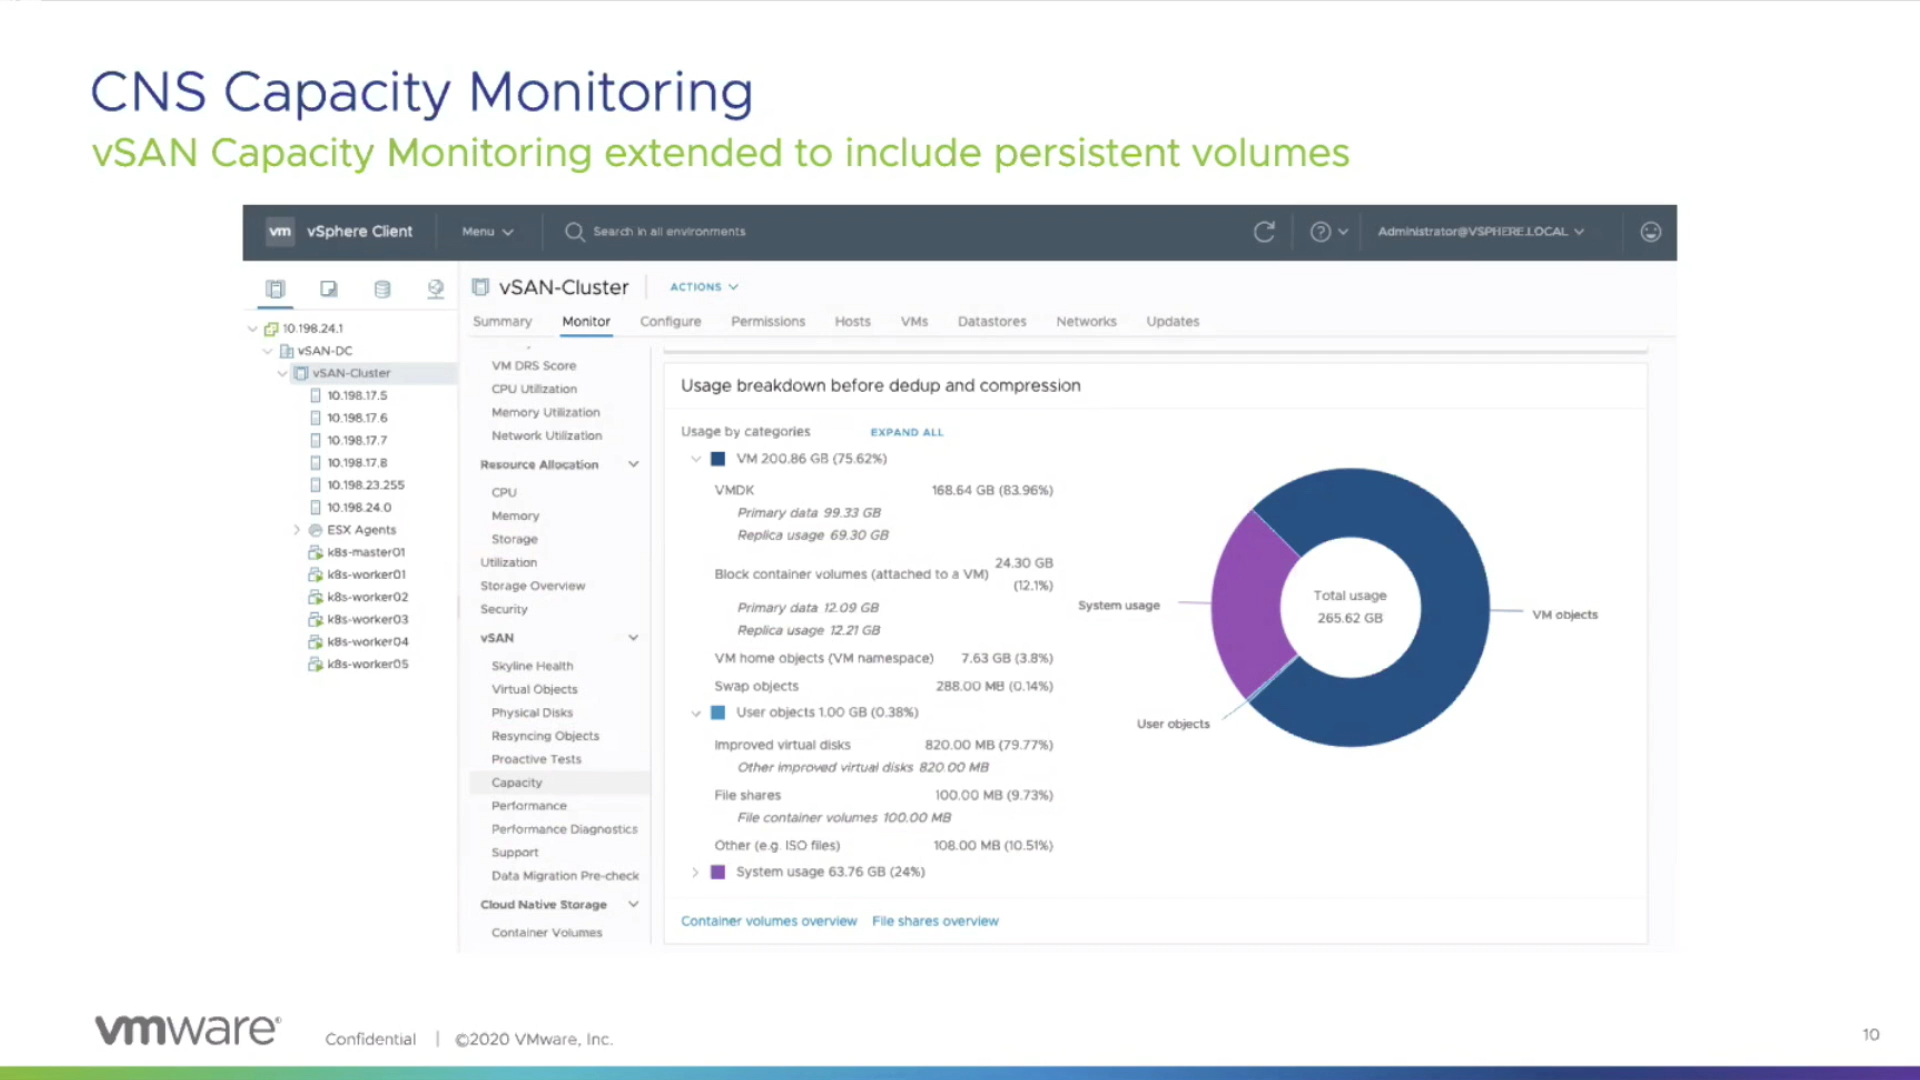 CNS Capacity Monitoring
vSAN Capacity Monitoring extended to include persistent volumes
vm vSphere Client Menu Search in all environments Administrator@VSPHERE.LOCAL
10.198.24.1
vSAN-DC
vSAN-Cluster
10.198.17.5
10.198.17.6
10.198.17.7
10.198.17.8
10.198.23.255
10.198.24.0
ESX Agents
k8s-master01
k8s-worker01
k8s-worker02
k8s-worker03
k8s-worker04
k8s-worker05
vSAN-Cluster ACTIONS
Summary Monitor Configure Permissions Hosts VMs Datastores Networks Updates
VM DRS Score
CPU Utilization
Memory Utilization
Network Utilization
Resource Allocation
CPU
Memory
Storage
Utilization
Storage Overview
Security
vSAN
Skyline Health
Virtual Objects
Physical Disks
Resyncing Objects
Proactive Tests
Capacity
Performance
Performance Diagnostics
Support
Data Migration Pre-check
Cloud Native Storage
Container Volumes
Usage breakdown before dedup and compression
Usage by categories EXPAND ALL
VM 200.86 GB (75.62%)
VMDK 168.64 GB (83.96%)
Primary data 99.33 GB
Replica usage 69.30 GB
Block container volumes (attached to a VM) 24.30 GB
(12.1%)
Primary data 12.09 GB
Replica usage 12.21 GB
VM home objects (VM namespace) 7.63 GB (3.8%)
Swap objects 288.00 MB (0.14%)
User objects 1.00 GB (0.38%)
Improved virtual disks 820.00 MB (79.77%)
Other improved virtual disks 820.00 MB
File shares 100.00 MB (9.73%)
File container volumes 100.00 MB
Other (e.g. ISO files) 108.00 MB (10.51%)
System usage 63.76 GB (24%)
Container volumes overview File shares overview
System usage
Total usage
265.62 GB
VM objects
User objects
vmware® Confidential | ©2020 VMware, Inc. 10